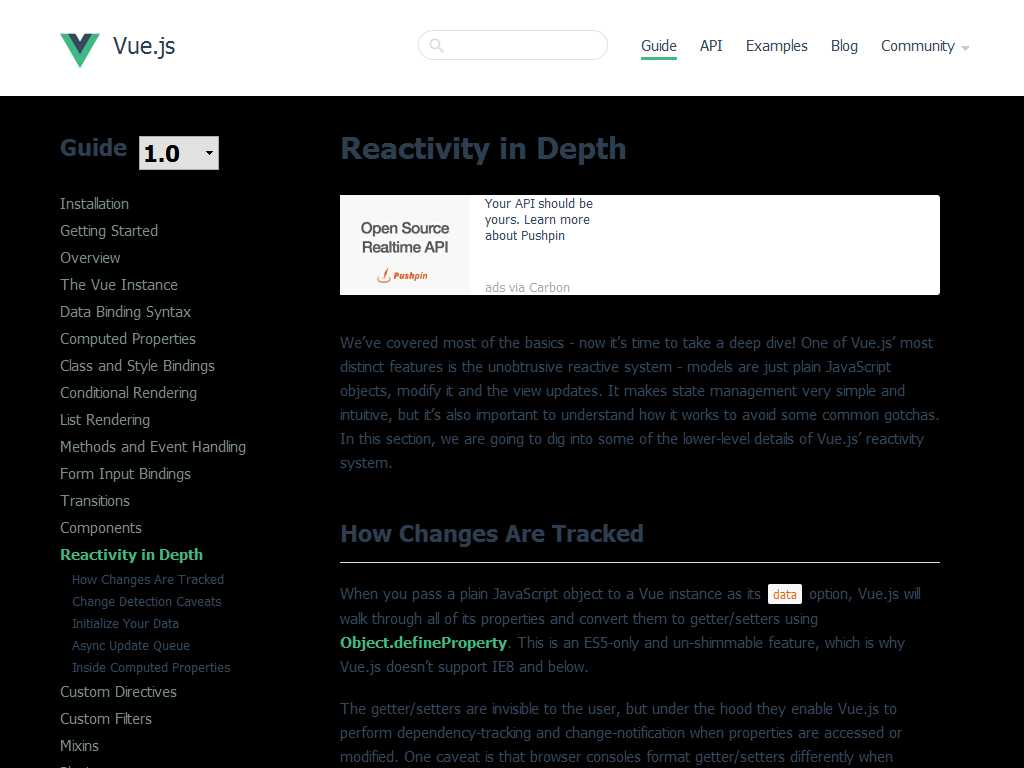 Vue.js
Guide
API
Examples
Blog
Community
Guide
1.0
Installation
Getting Started
Overview
The Vue Instance
Data Binding Syntax
Computed Properties
Class and Style Bindings
Conditional Rendering
List Rendering
Methods and Event Handling
Form Input Bindings
Transitions
Components
Reactivity in Depth
How Changes Are Tracked
Change Detection Caveats
Initialize Your Data
Async Update Queue
Inside Computed Properties
Custom Directives
Custom Filters
Mixins
Reactivity in Depth
Open Source
Realtime API
Pushpin
Your API should be
yours. Learn more
about Pushpin
ads via Carbon
We’ve covered most of the basics - now it’s time to take a deep dive! One of Vue.js’ most
distinct features is the unobtrusive reactive system - models are just plain JavaScript
objects, modify it and the view updates. It makes state management very simple and
intuitive, but it’s also important to understand how it works to avoid some common gotchas.
In this section, we are going to dig into some of the lower-level details of Vue.js’ reactivity
system.
How Changes Are Tracked
When you pass a plain JavaScript object to a Vue instance as its data option, Vue.js will
walk through all of its properties and convert them to getter/setters using
Object.defineProperty. This is an ES5-only and un-shimmable feature, which is why
Vue.js doesn’t support IE8 and below.
The getter/setters are invisible to the user, but under the hood they enable Vue.js to
perform dependency-tracking and change-notification when properties are accessed or
modified. One caveat is that browser consoles format getter/setters differently when